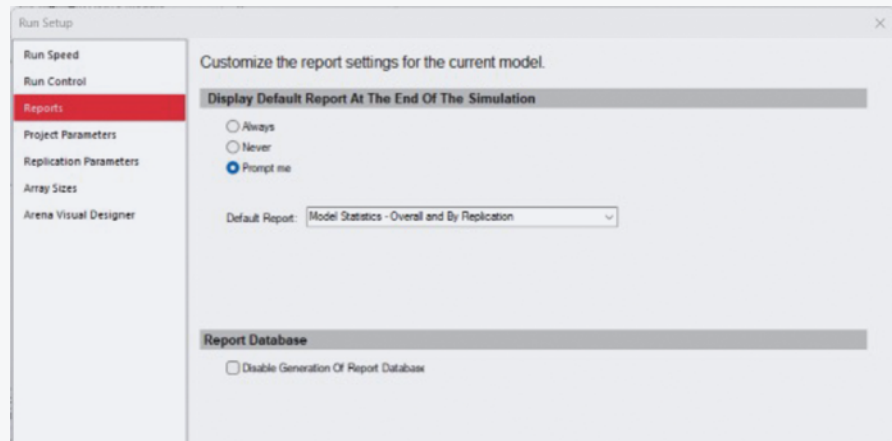 Run Setup
Run Speed
Run Control
Reports
Project Parameters
Replication Parameters
Array Sizes
Arena Visual Designer
Customize the report settings for the current model.
Display Default Report At The End Of The Simulation
Always
Never
Prompt me
Default Report: Model Statistics - Overall and By Replication
Report Database
Disable Generation Of Report Database